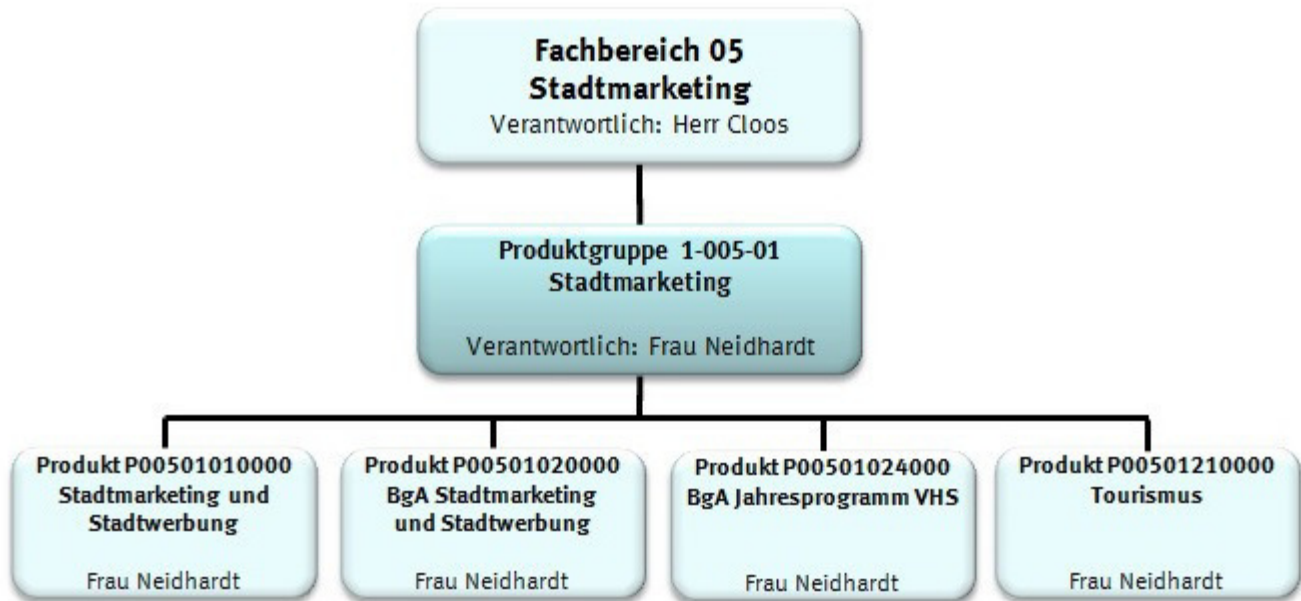 Fachbereich 05
Stadtmarketing
Verantwortlich: Herr Cloos
Produktgruppe 1-005-01
Stadtmarketing
Verantwortlich: Frau Neidhardt
Produkt P00501010000
Stadtmarketing und
Stadtwerbung
Frau Neidhardt
Produkt P00501020000
BgA Stadtmarketing
und Stadtwerbung
Frau Neidhardt
Produkt P00501024000
BgA Jahresprogramm VHS
Frau Neidhardt
Produkt P00501210000
Tourismus
Frau Neidhardt